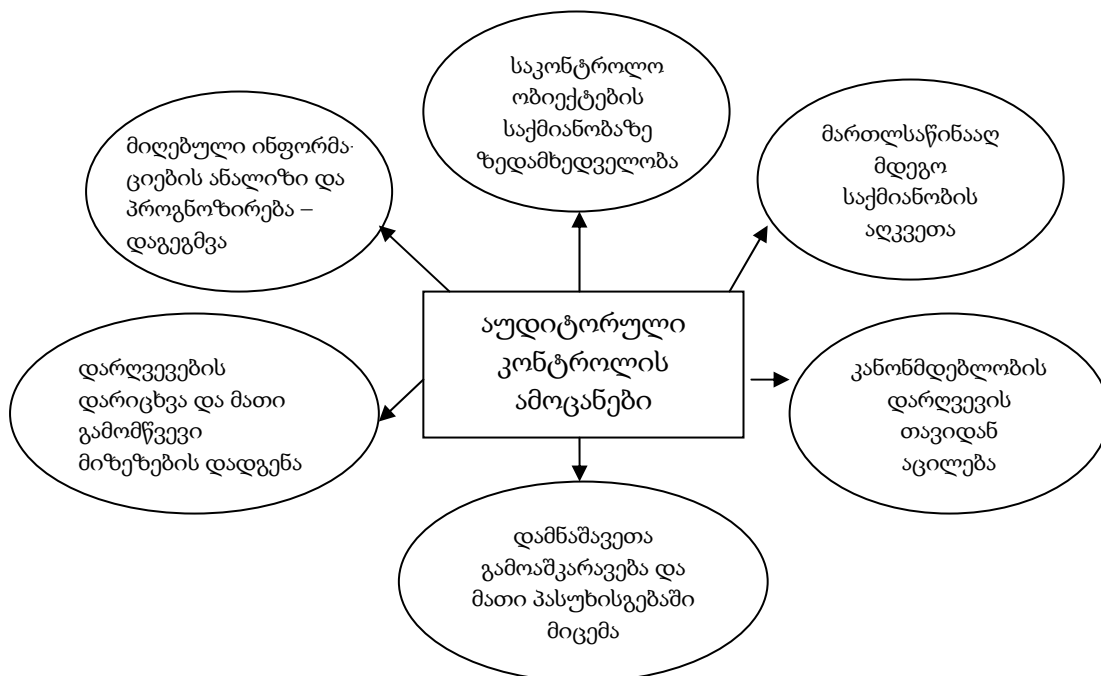 საკონტროლო
ობიექტების
საქმიანობაზე
ზედამხედველობა
მიღებული ინფორმა-
ციების ანალიზი და
პროგნოზირება –
დაგეგმვა
მართლსაწინააღ
მდეგო
საქმიანობის
აღკვეთა
აუდიტორული
კონტროლის
ამოცანები
დარღვევების
დარიცხვა და მათი
გამომწვევი
მიზეზების დადგენა
კანონმდებლობის
დარღვევის
თავიდან
აცილება
დამნაშავეთა
გამოაშკარავება და
მათი პასუხისგებაში
მიცემა